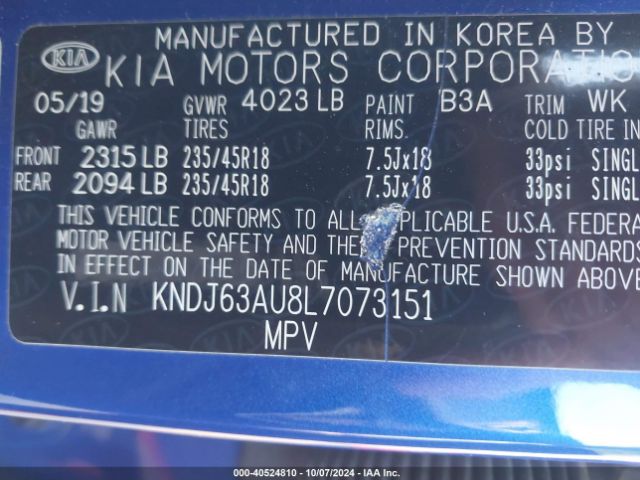 MANUFACTURED IN KOREA BY
KIA KIA MOTORS CORPORATION
05/19 GVWR 4023 LB PAINT B3A TRIM WK
GAWR TIRES RIMS. COLD TIRE IN
FRONT 2315 LB 235/45R18 7.5Jx18 33psi SINGL
REAR 2094 LB 235/45R18 7.5Jx18 33psi SINGL
THIS VEHICLE CONFORMS TO ALL APPLICABLE U.S.A. FEDERA
MOTOR VEHICLE SAFETY AND THEFT PREVENTION STANDARDS
IN EFFECT ON THE DATE OF MANUFACTURE SHOWN ABOVE
V.I.N KNDJ63AU8L7073151
MPV
000-40524810 - 10/07/2024 - IAA Inc.